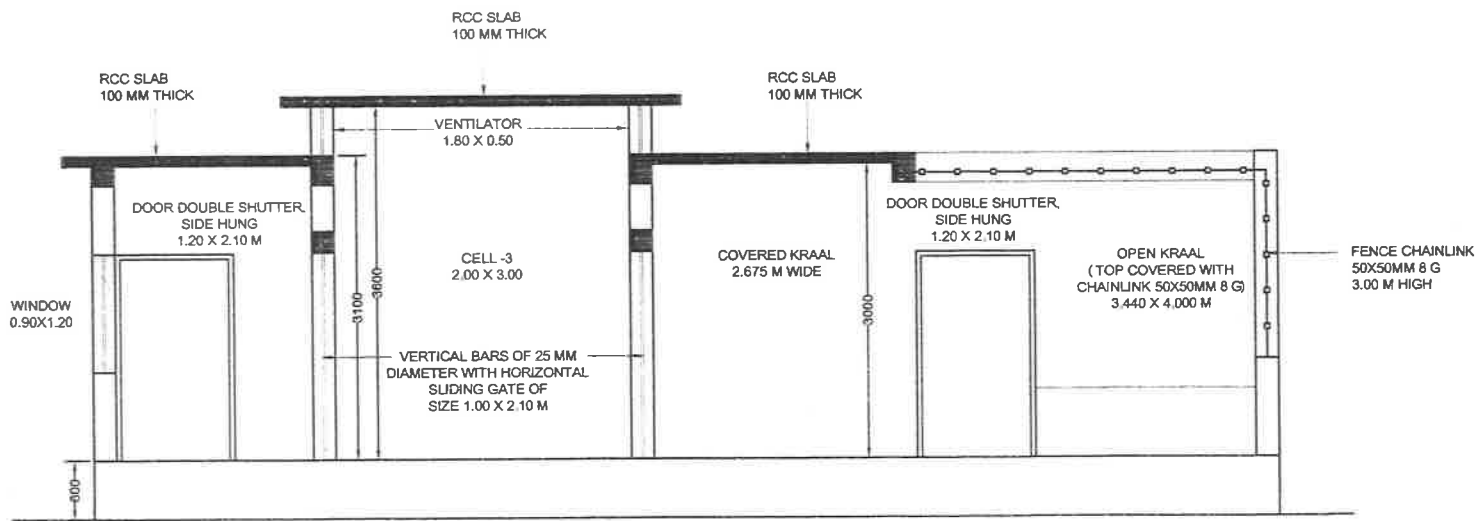 RCC SLAB
100 MM THICK
RCC SLAB
100 MM THICK
RCC SLAB
100 MM THICK
VENTILATOR
1.80 X 0.50
DOOR DOUBLE SHUTTER,
SIDE HUNG
1.20 X 2.10 M
CELL -3
2.00 X 3.00
COVERED KRAAL
2.675 M WIDE
DOOR DOUBLE SHUTTER,
SIDE HUNG
1.20 X 2.10 M
OPEN KRAAL
( TOP COVERED WITH
CHAINLINK 50X50MM 8 G)
3.440 X 4.000 M
FENCE CHAINLINK
50X50MM 8 G
3.00 M HIGH
WINDOW
0.90X1.20
3100
3600
3000
VERTICAL BARS OF 25 MM
DIAMETER WITH HORIZONTAL
SLIDING GATE OF
SIZE 1.00 X 2.10 M
600